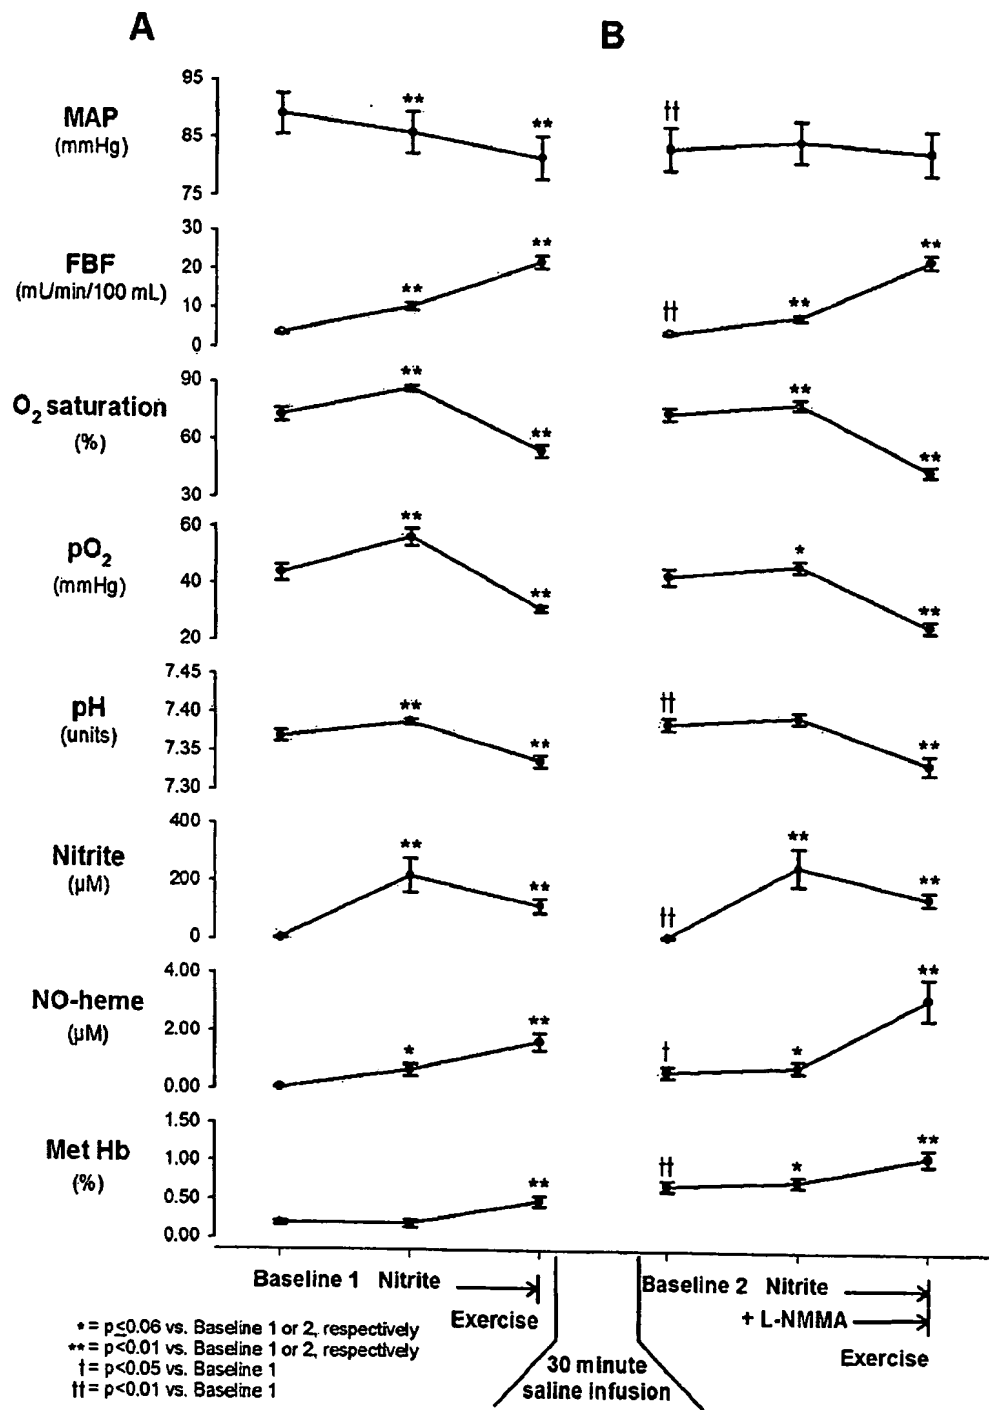 A
B
MAP
(mmHg)
95
85
75
**
**
††
FBF
(mL/min/100 mL)
30
20
10
0
**
**
††
**
**
O2 saturation
(%)
90
60
30
**
**
**
**
pO2
(mmHg)
60
40
20
**
**
*
**
pH
(units)
7.45
7.40
7.35
7.30
**
**
††
**
Nitrite
(µM)
400
200
0
**
**
††
**
**
NO-heme
(µM)
4.00
2.00
0.00
*
**
†
*
**
Met Hb
(%)
1.50
1.00
0.50
0.00
**
††
*
**
Baseline 1 Nitrite
Exercise
Baseline 2 Nitrite
+ L-NMMA
Exercise
30 minute
saline infusion
* = p≤0.06 vs. Baseline 1 or 2, respectively
** = p<0.01 vs. Baseline 1 or 2, respectively
† = p<0.05 vs. Baseline 1
†† = p<0.01 vs. Baseline 1